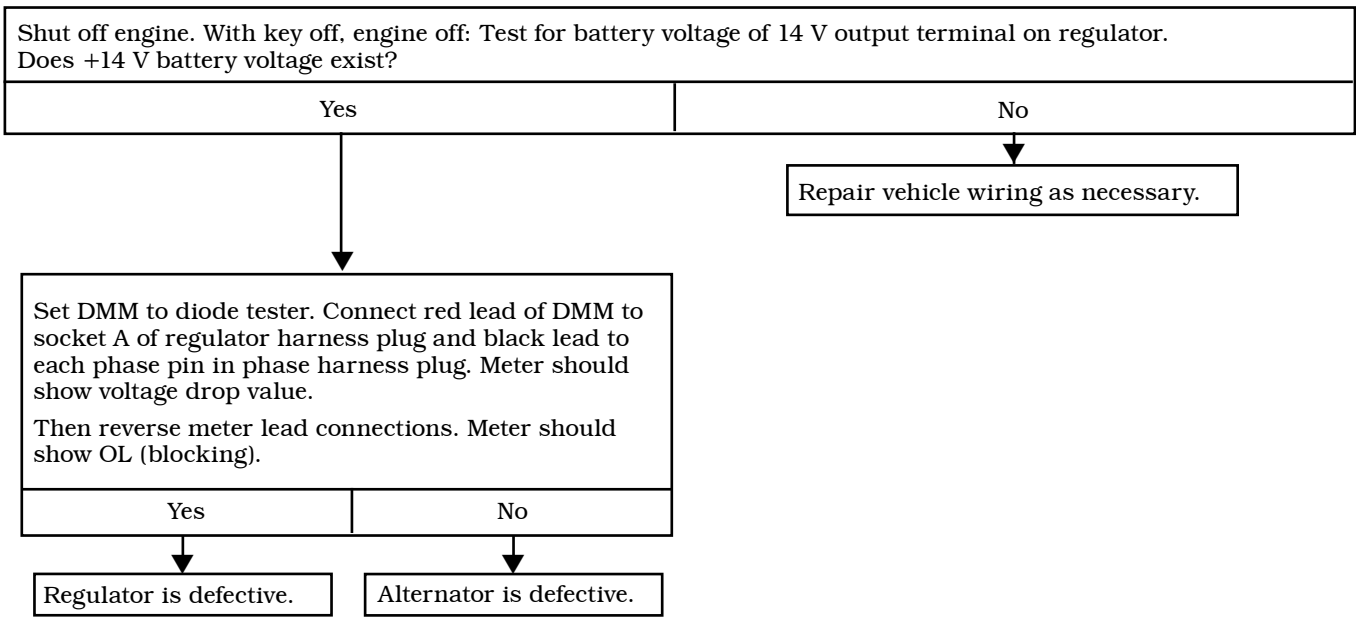 Shut off engine. With key off, engine off: Test for battery voltage of 14 V output terminal on regulator.
Does +14 V battery voltage exist?
Yes
No
Repair vehicle wiring as necessary.
Set DMM to diode tester. Connect red lead of DMM to
socket A of regulator harness plug and black lead to
each phase pin in phase harness plug. Meter should
show voltage drop value.
Then reverse meter lead connections. Meter should
show OL (blocking).
Yes
No
Regulator is defective.
Alternator is defective.